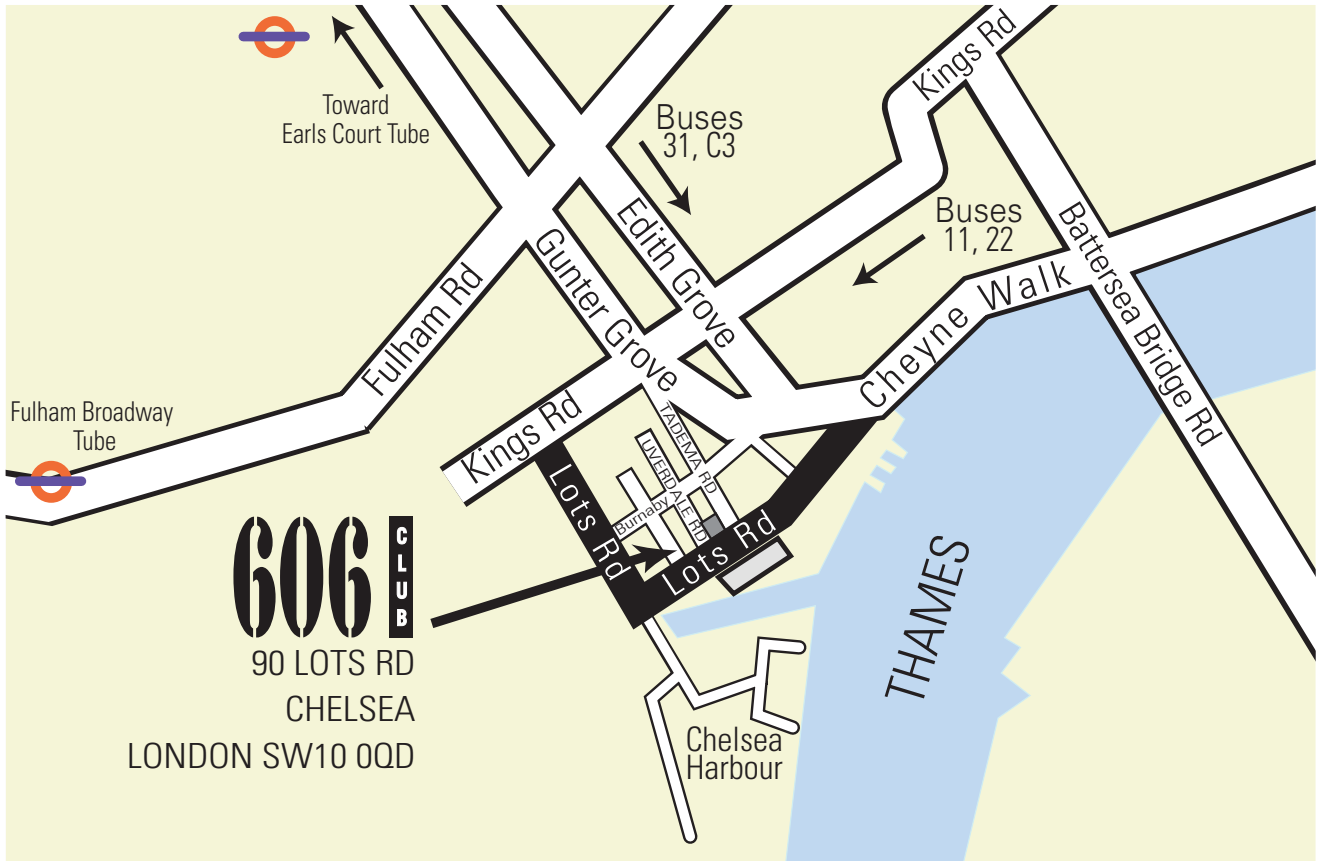 Kings Rd
Toward
Earls Court Tube
Buses
31, C3
Buses
11, 22
Edith Grove
Gunter Grove
Battersea Bridge Rd
Cheyne Walk
Fulham Rd
Fulham Broadway
Tube
Kings Rd
TADEMA RD
UVERDALE RD
Burnaby
Lots Rd
Lots Rd
606
CLUB
90 LOTS RD
CHELSEA
LONDON SW10 0QD
THAMES
Chelsea
Harbour